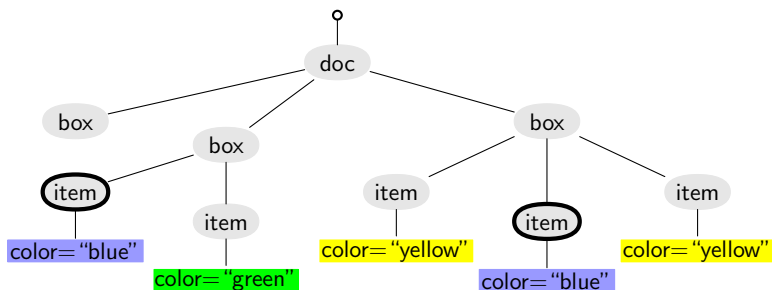 doc
box
box
box
item
item
item
item
item
color=“blue”
color=“green”
color=“yellow”
color=“blue”
color=“yellow”